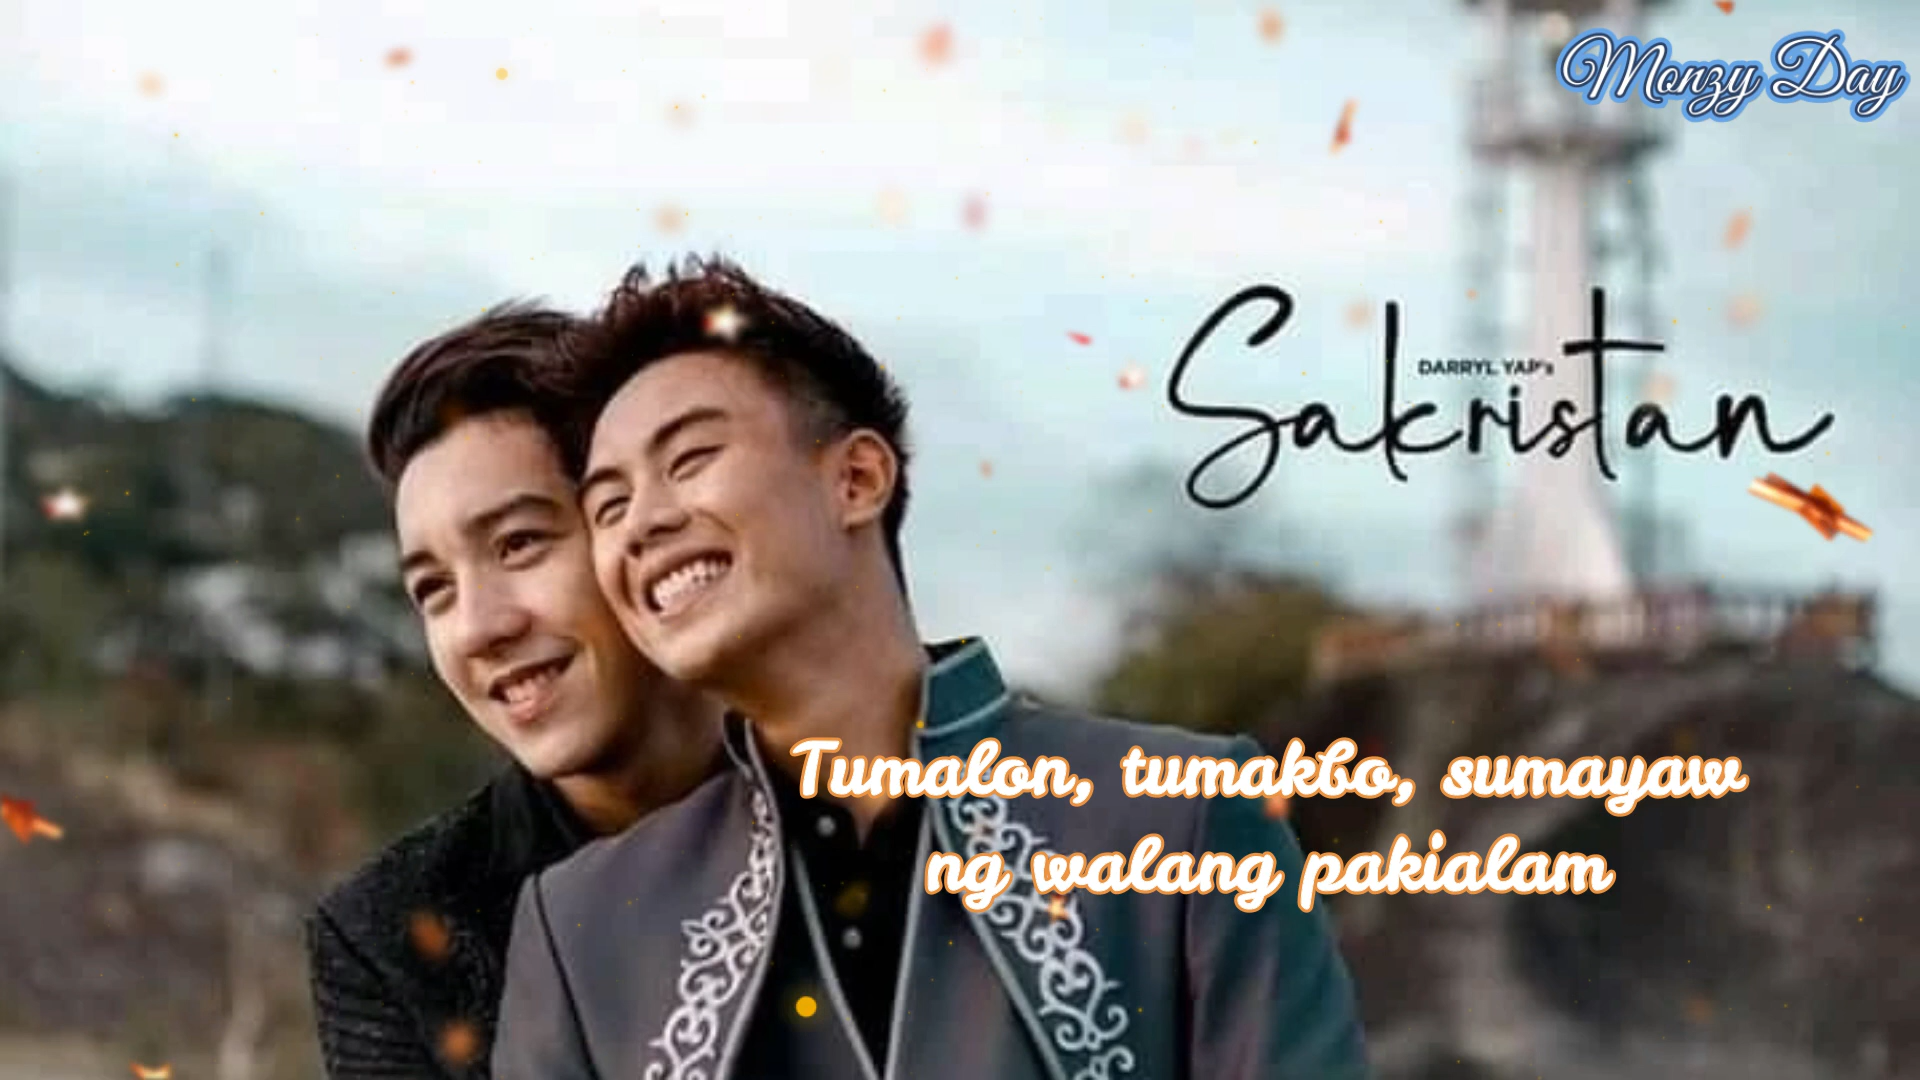 Monzy Day
DARRYL YAP's
Sakristan
Tumalon, tumakbo, sumayaw
ng walang pakialam